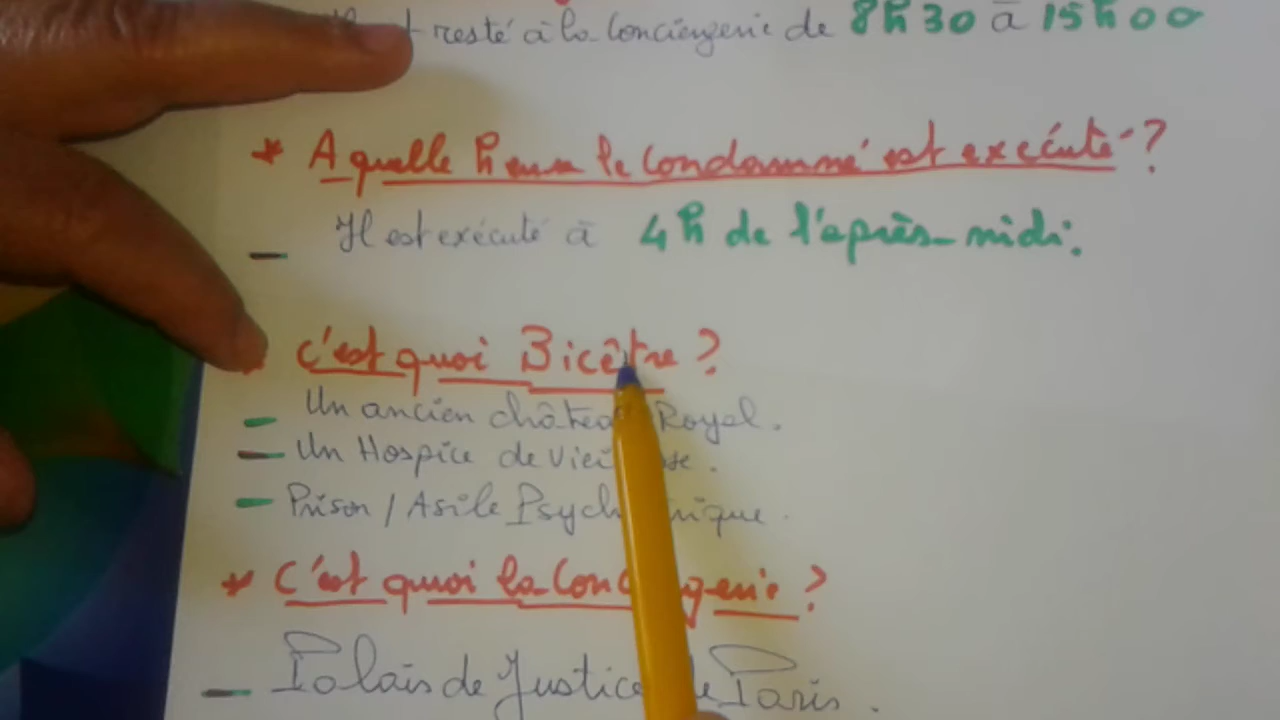 resté à la Conciergerie de 8h30 à 15h00
* A quelle heure le Condamné est exécuté ?
— Il est exécuté à 4h de l'après-midi.
C'est quoi Bicêtre ?
— Un ancien château Royal.
— Un Hospice de vieillesse.
— Prison / Asile Psychiatrique.
* C'est quoi la Conciergerie ?
— Palais de Justice de Paris.